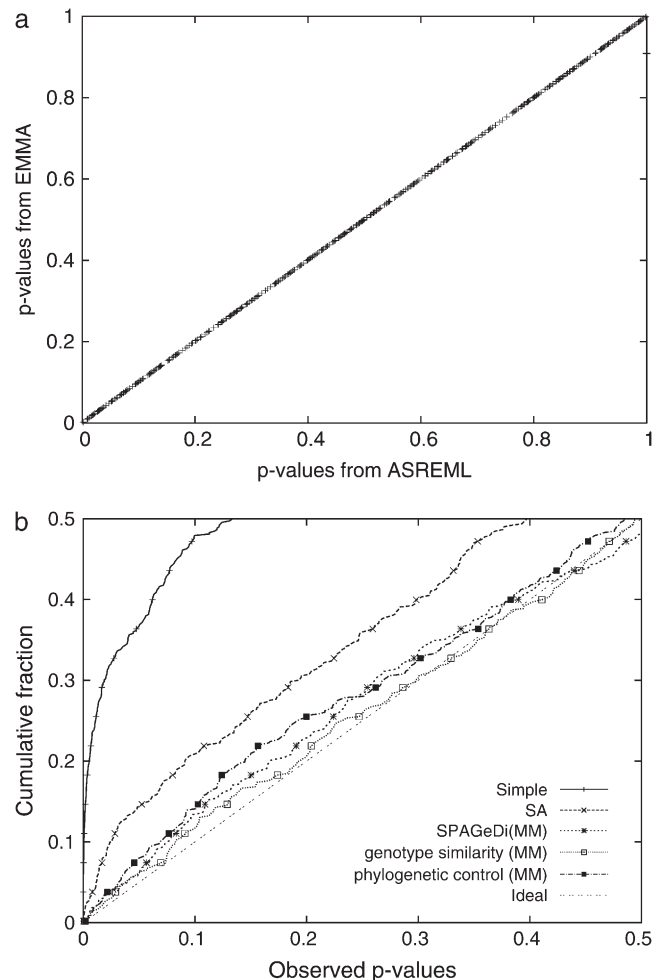 a
1
0.8
0.6
0.4
0.2
0
p-values from EMMA
0 0.2 0.4 0.6 0.8 1
p-values from ASREML
b
0.5
0.4
0.3
0.2
0.1
0
Cumulative fraction
Simple
SA
SPAGeDi(MM)
genotype similarity (MM)
phylogenetic control (MM)
Ideal
0 0.1 0.2 0.3 0.4 0.5
Observed p-values